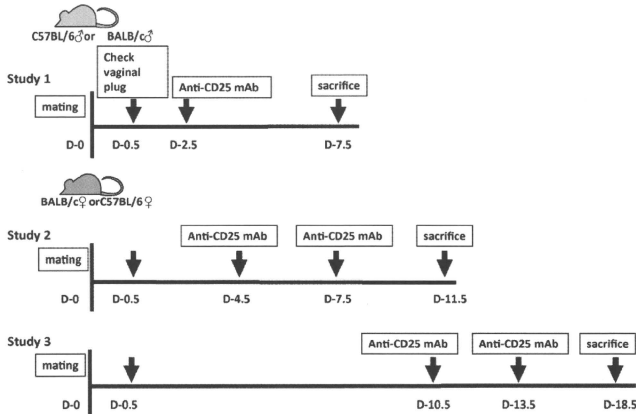 C57BL/6♂or BALB/c♂
Check
vaginal
plug
Study 1
Anti-CD25 mAb
sacrifice
mating
D-0 D-0.5 D-2.5 D-7.5
BALB/c♀ orC57BL/6♀
Study 2
Anti-CD25 mAb Anti-CD25 mAb sacrifice
mating
D-0 D-0.5 D-4.5 D-7.5 D-11.5
Study 3
Anti-CD25 mAb Anti-CD25 mAb sacrifice
mating
D-0 D-0.5 D-10.5 D-13.5 D-18.5